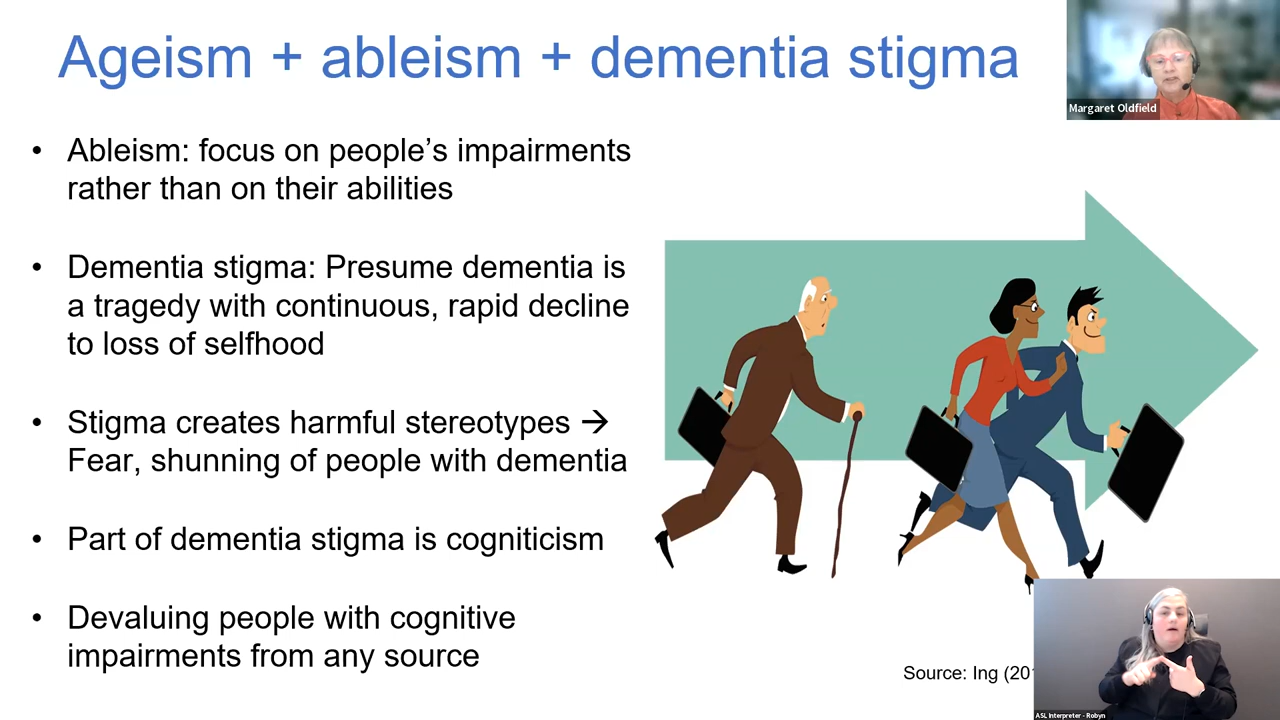 Ageism + ableism + dementia stigma
Margaret Oldfield
• Ableism: focus on people’s impairments
rather than on their abilities
• Dementia stigma: Presume dementia is
a tragedy with continuous, rapid decline
to loss of selfhood
• Stigma creates harmful stereotypes →
Fear, shunning of people with dementia
• Part of dementia stigma is cogniticism
• Devaluing people with cognitive
impairments from any source
Source: Ing
ASL Interpreter - Robyn